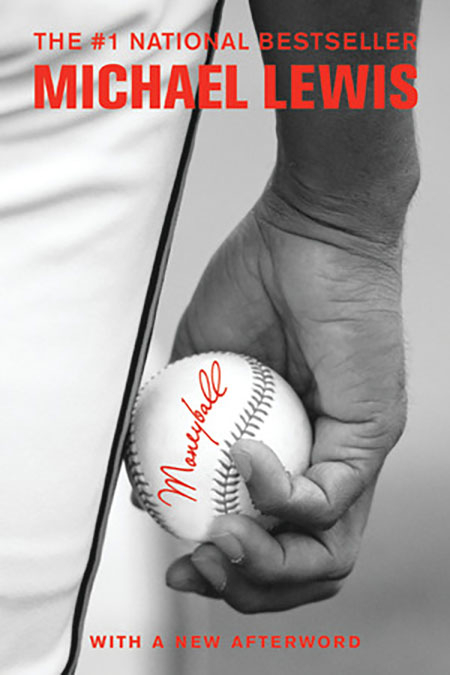 THE #1 NATIONAL BESTSELLER
MICHAEL LEWIS
Moneyball
WITH A NEW AFTERWORD